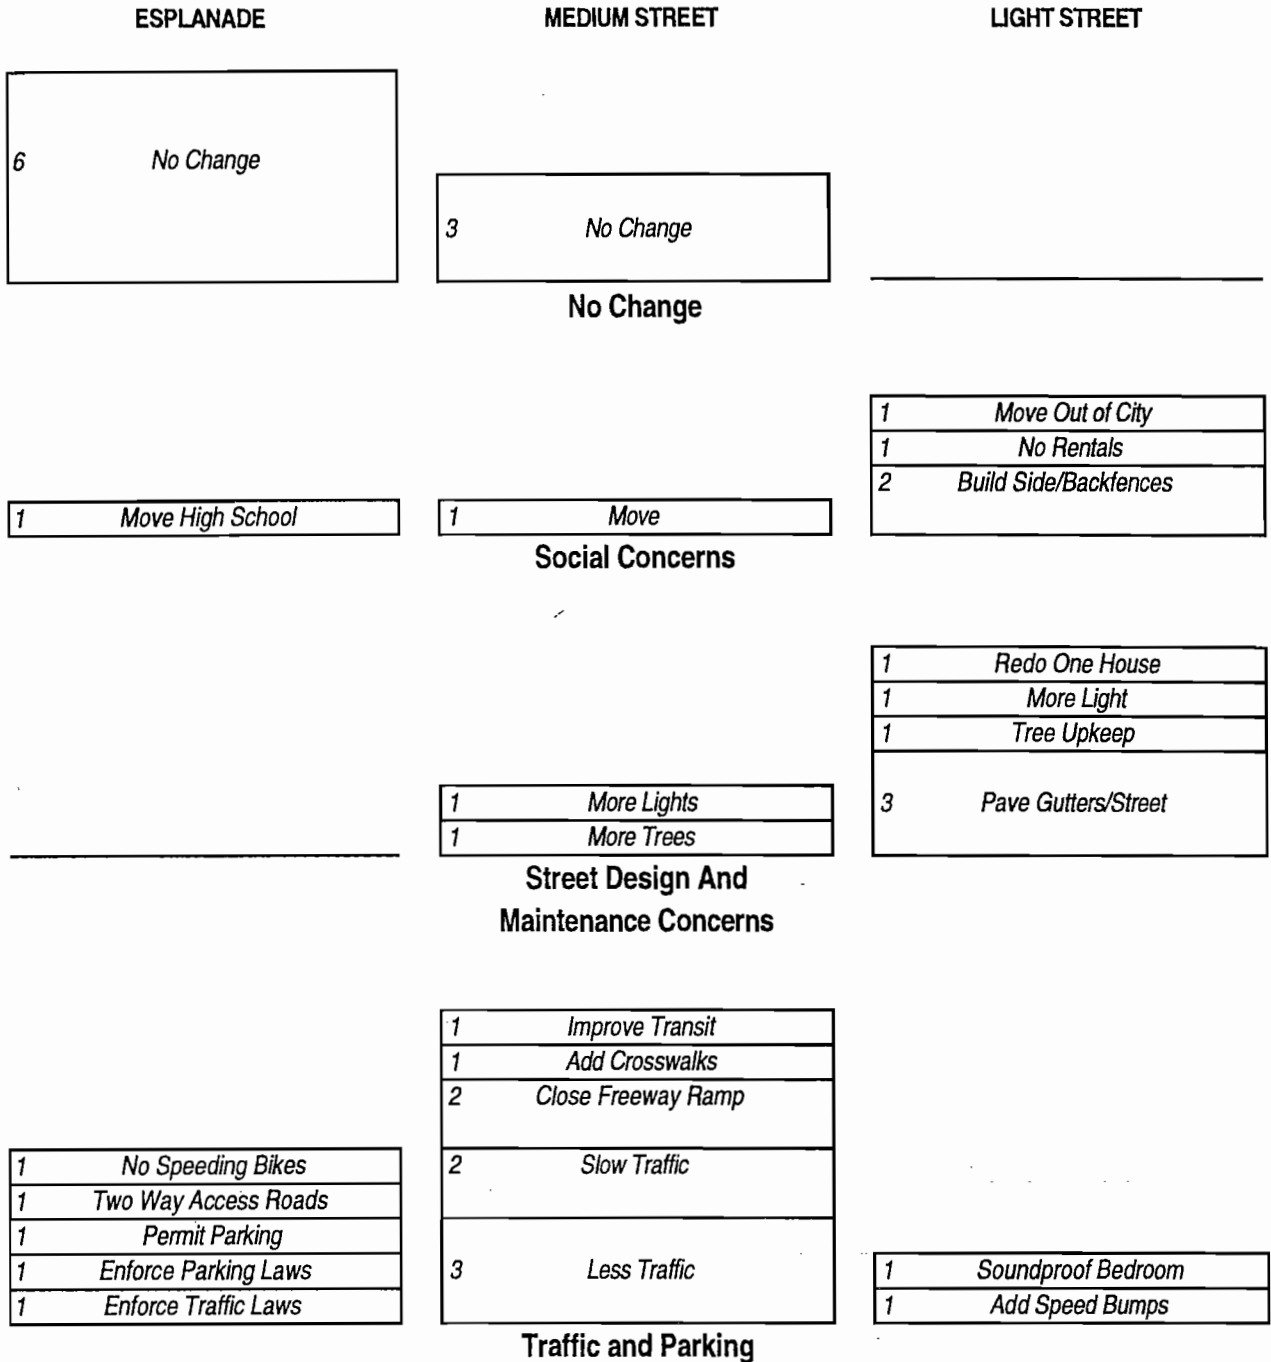 ESPLANADE
MEDIUM STREET
LIGHT STREET
6 No Change
3 No Change
No Change
1 Move High School
1 Move
1 Move Out of City
1 No Rentals
2 Build Side/Backfences
Social Concerns
1 More Lights
1 More Trees
1 Redo One House
1 More Light
1 Tree Upkeep
3 Pave Gutters/Street
Street Design And
Maintenance Concerns
1 No Speeding Bikes
1 Two Way Access Roads
1 Permit Parking
1 Enforce Parking Laws
1 Enforce Traffic Laws
1 Improve Transit
1 Add Crosswalks
2 Close Freeway Ramp
2 Slow Traffic
3 Less Traffic
1 Soundproof Bedroom
1 Add Speed Bumps
Traffic and Parking